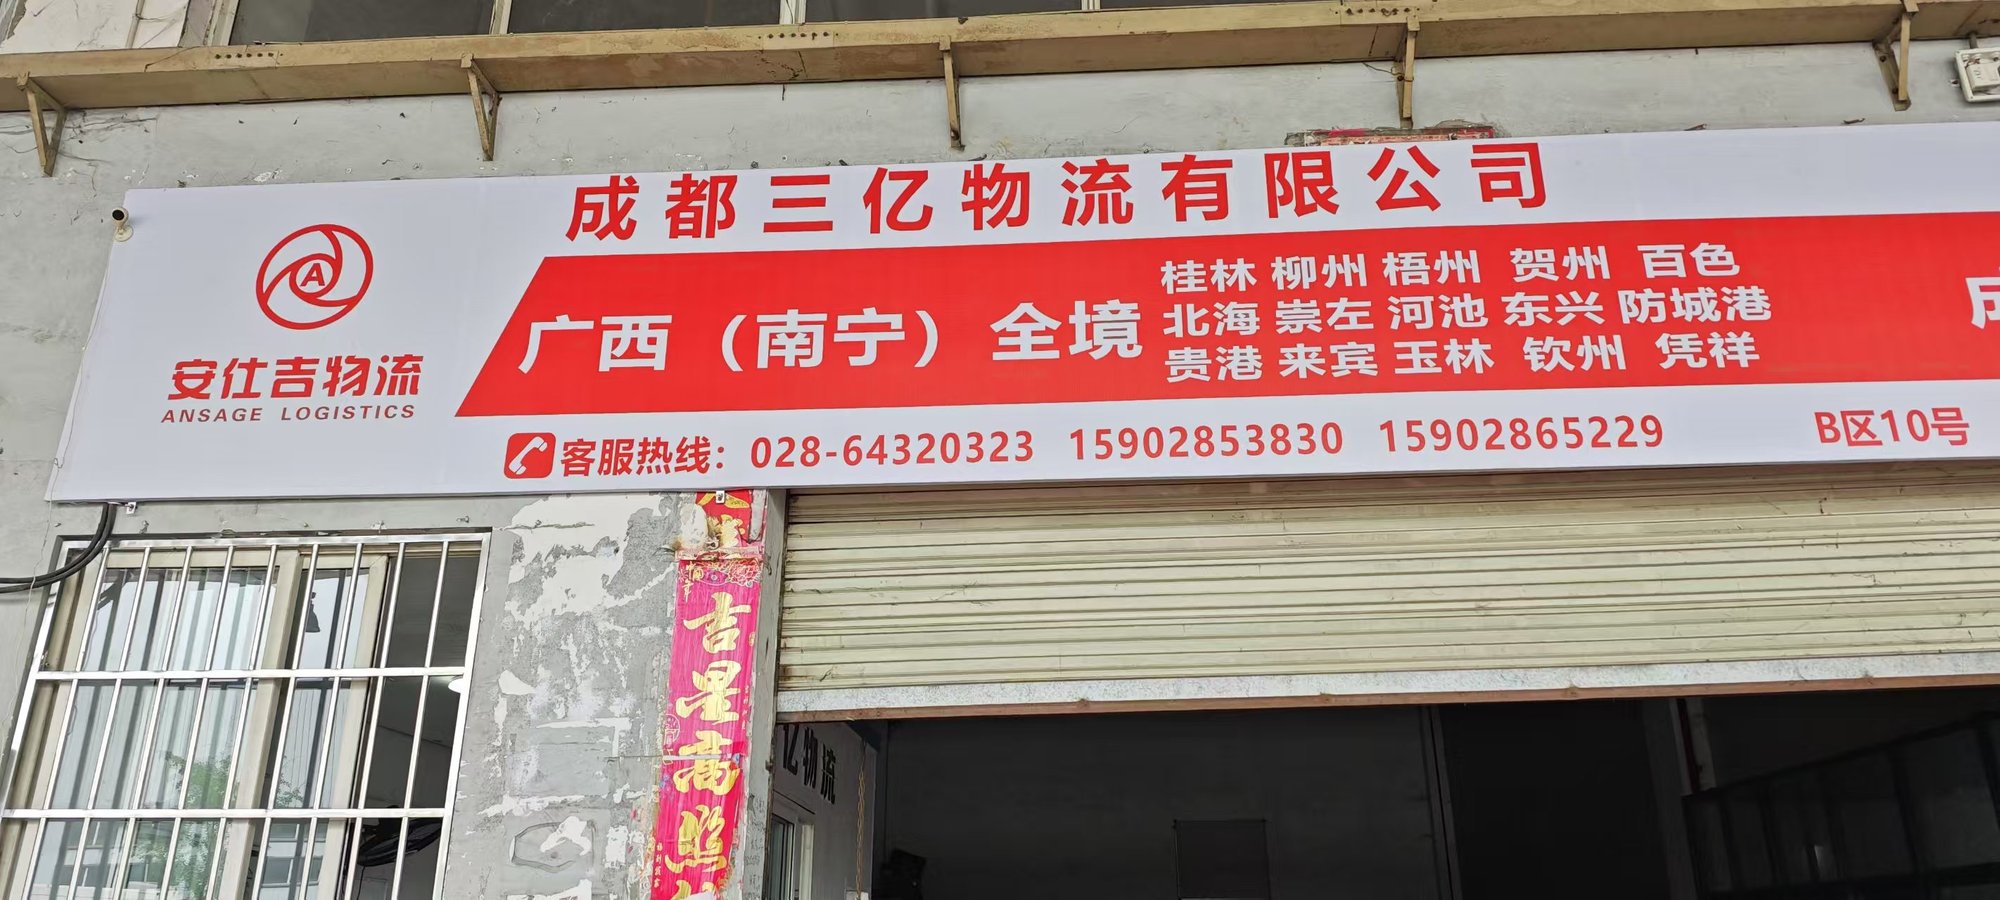 成都三亿物流有限公司
安仕吉物流
ANSAGE LOGISTICS
广西（南宁）全境
桂林 柳州 梧州 贺州 百色
北海 崇左 河池 东兴 防城港
贵港 来宾 玉林 钦州 凭祥
客服热线：028-64320323 15902853830 15902865229
B区10号
吉星高照
亿物流